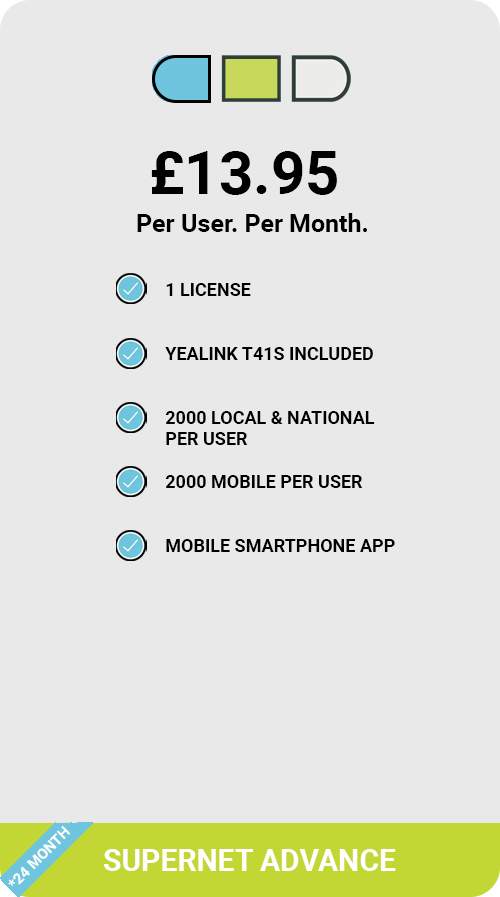 £13.95
Per User. Per Month.
1 LICENSE
YEALINK T41S INCLUDED
2000 LOCAL & NATIONAL
PER USER
2000 MOBILE PER USER
MOBILE SMARTPHONE APP
*24 MONTH
SUPERNET ADVANCE